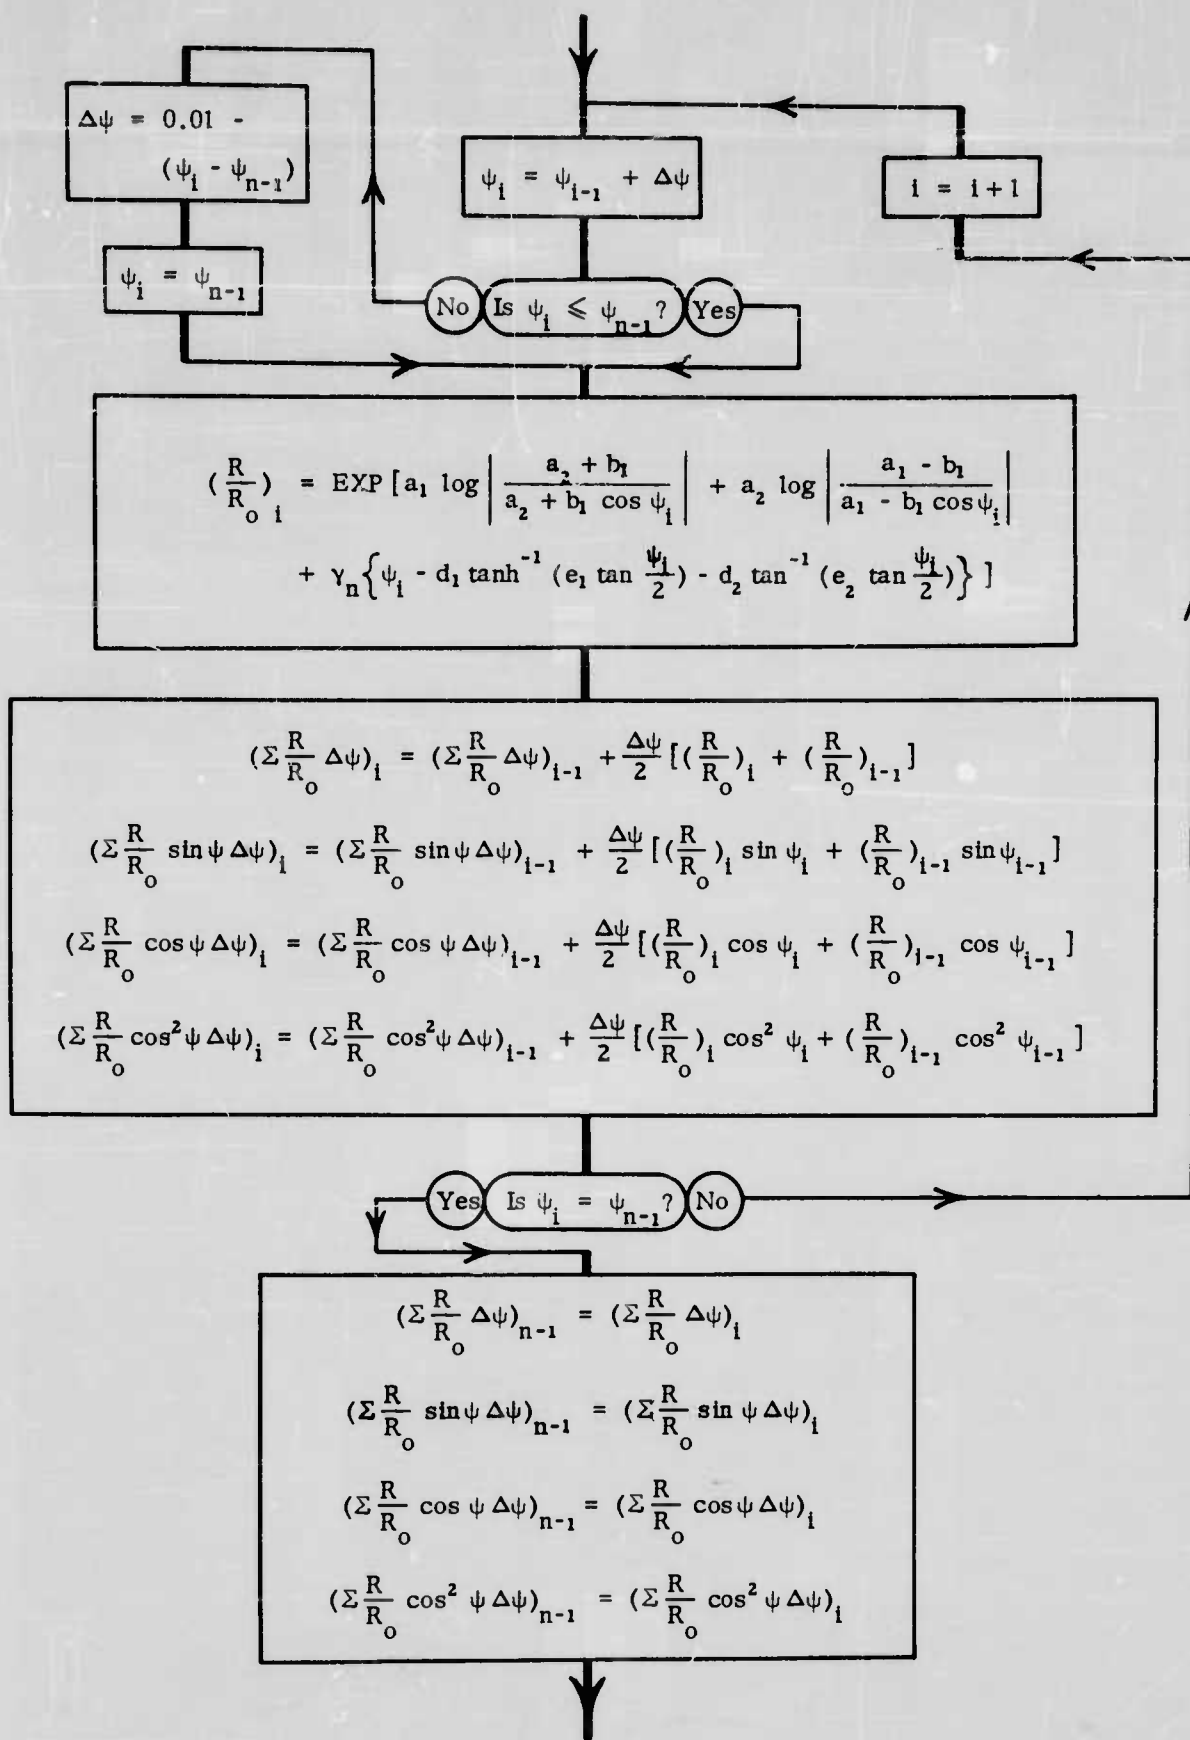 Δψ = 0.01 -
(ψ_i - ψ_{n-1})
ψ_i = ψ_{n-1}
ψ_i = ψ_{i-1} + Δψ
i = i+1
No Is ψ_i ⩽ ψ_{n-1} ? Yes
(R/R_o)_i = EXP[a_1 log |(a_2 + b_1)/(a_2 + b_1 cos ψ_i)| + a_2 log |(a_1 - b_1)/(a_1 - b_1 cos ψ_i)|
+ γ_n{ψ_i - d_1 tanh^{-1} (e_1 tan ψ_i/2) - d_2 tan^{-1} (e_2 tan ψ_i/2)}]
(Σ R/R_o Δψ)_i = (Σ R/R_o Δψ)_{i-1} + Δψ/2 [(R/R_o)_i + (R/R_o)_{i-1}]
(Σ R/R_o sin ψ Δψ)_i = (Σ R/R_o sin ψ Δψ)_{i-1} + Δψ/2 [(R/R_o)_i sin ψ_i + (R/R_o)_{i-1} sin ψ_{i-1}]
(Σ R/R_o cos ψ Δψ)_i = (Σ R/R_o cos ψ Δψ)_{i-1} + Δψ/2 [(R/R_o)_i cos ψ_i + (R/R_o)_{i-1} cos ψ_{i-1}]
(Σ R/R_o cos² ψ Δψ)_i = (Σ R/R_o cos² ψ Δψ)_{i-1} + Δψ/2 [(R/R_o)_i cos² ψ_i + (R/R_o)_{i-1} cos² ψ_{i-1}]
Yes Is ψ_i = ψ_{n-1}? No
(Σ R/R_o Δψ)_{n-1} = (Σ R/R_o Δψ)_i
(Σ R/R_o sin ψ Δψ)_{n-1} = (Σ R/R_o sin ψ Δψ)_i
(Σ R/R_o cos ψ Δψ)_{n-1} = (Σ R/R_o cos ψ Δψ)_i
(Σ R/R_o cos² ψ Δψ)_{n-1} = (Σ R/R_o cos² ψ Δψ)_i